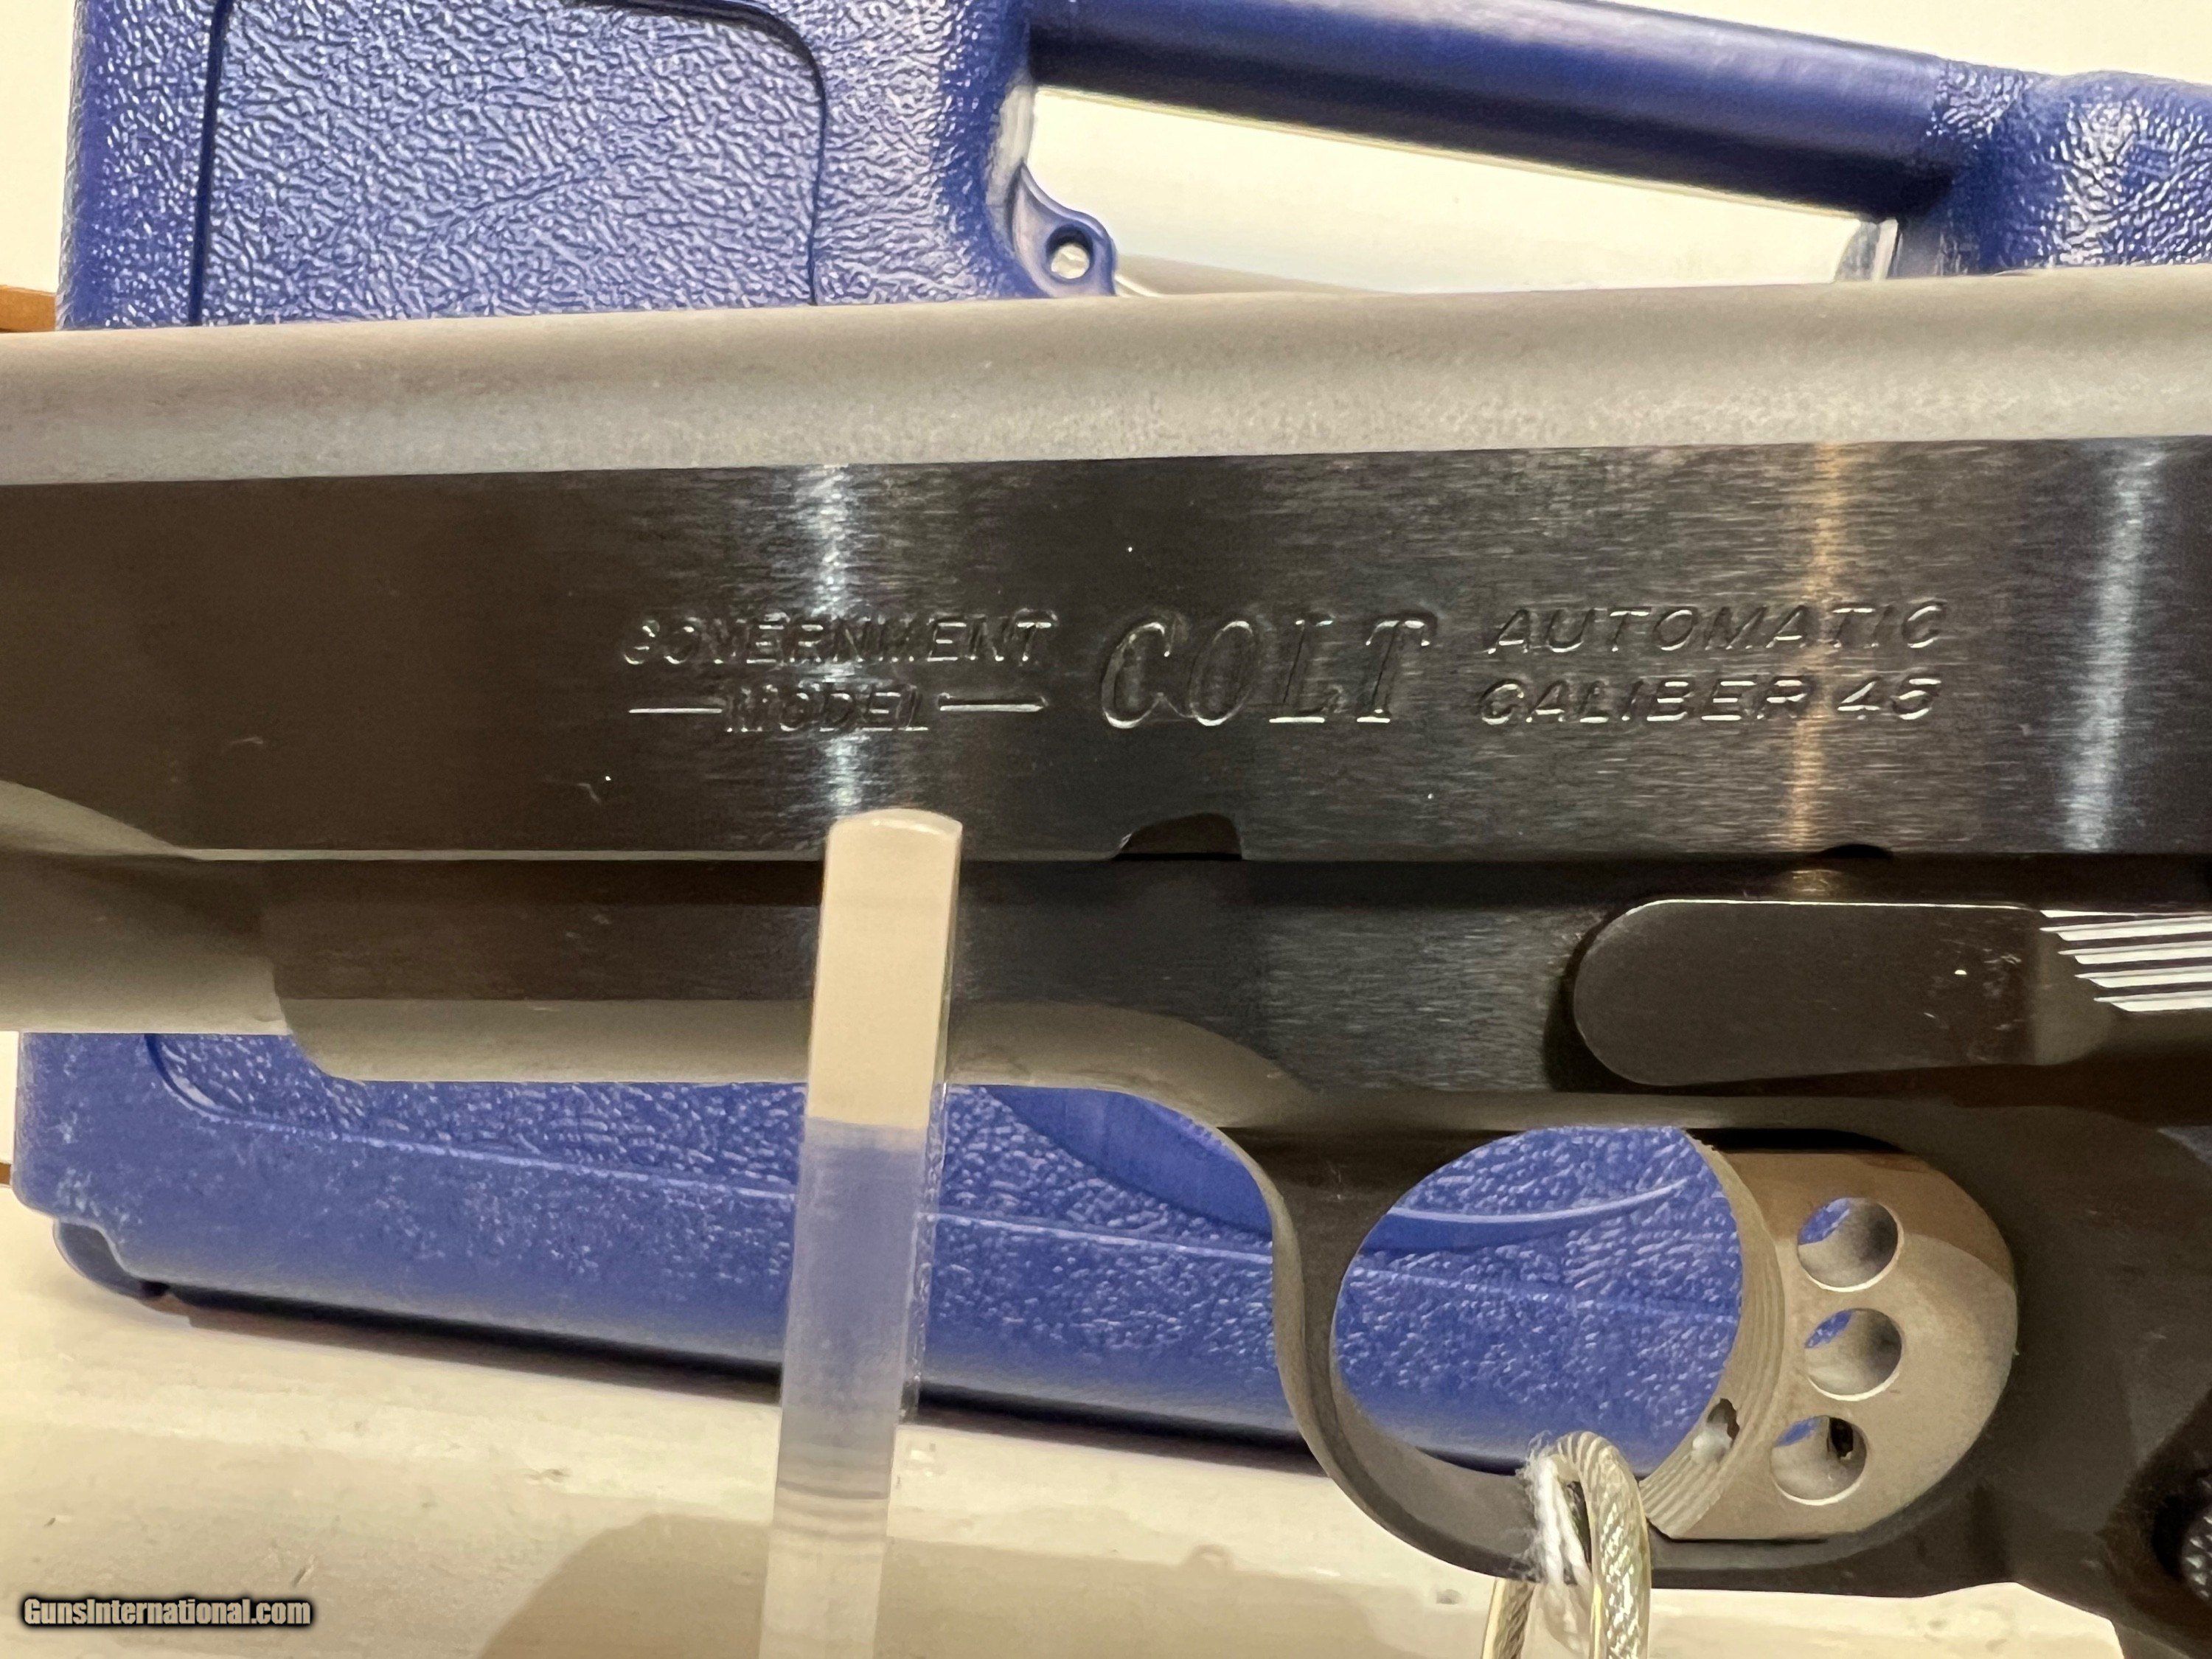 GOVERNMENT
MODEL
COLT
AUTOMATIC
CALIBER 45
GunsInternational.com